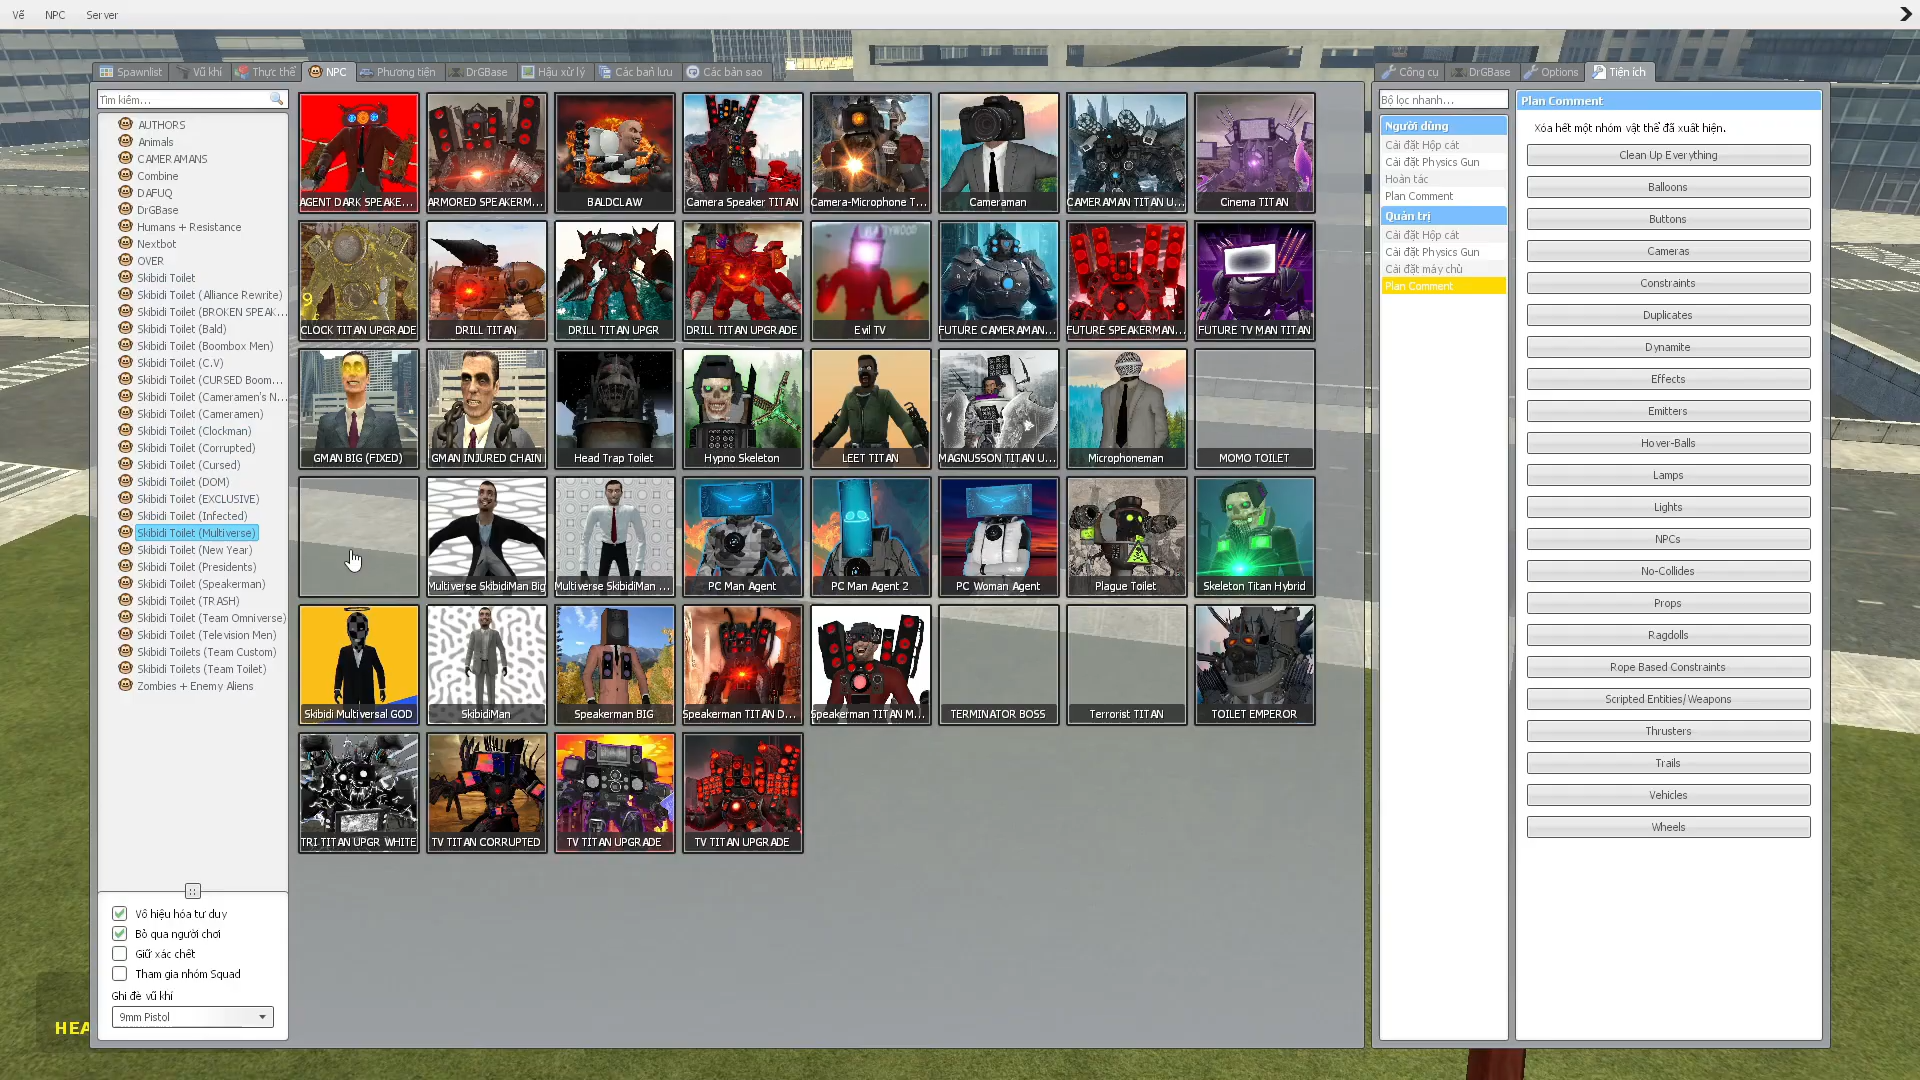 Vẽ NPC Server
Spawnlist Vũ khí Thực thể NPC Phương tiện DrGBase Hậu xử lý Các bản lưu Các bản sao
Công cụ DrGBase Options Tiện ích
Tìm kiếm...
AUTHORS
Animals
CAMERAMANS
Combine
DAFUQ
DrGBase
Humans + Resistance
Nextbot
OVER
Skibidi Toilet
Skibidi Toilet (Alliance Rewrite)
Skibidi Toilet (BROKEN SPEAK...
Skibidi Toilet (Bald)
Skibidi Toilet (Boombox Men)
Skibidi Toilet (C.V)
Skibidi Toilet (CURSED Boom...
Skibidi Toilet (Cameramen's N...
Skibidi Toilet (Cameramen)
Skibidi Toilet (Clockman)
Skibidi Toilet (Corrupted)
Skibidi Toilet (Cursed)
Skibidi Toilet (DOM)
Skibidi Toilet (EXCLUSIVE)
Skibidi Toilet (Infected)
Skibidi Toilet (Multiverse)
Skibidi Toilet (New Year)
Skibidi Toilet (Presidents)
Skibidi Toilet (Speakerman)
Skibidi Toilet (TRASH)
Skibidi Toilet (Team Omniverse)
Skibidi Toilet (Television Men)
Skibidi Toilets (Team Custom)
Skibidi Toilets (Team Toilet)
Zombies + Enemy Aliens
Vô hiệu hóa tư duy
Bỏ qua người chơi
Giữ xác chết
Tham gia nhóm Squad
Ghi đè vũ khí
9mm Pistol
HEA
AGENT DARK SPEAKE... ARMORED SPEAKERM... BALDCLAW Camera Speaker TITAN Camera-Microphone T... Cameraman CAMERAMAN TITAN U... Cinema TITAN
9
CLOCK TITAN UPGRADE DRILL TITAN DRILL TITAN UPGR DRILL TITAN UPGRADE Evil TV FUTURE CAMERAMAN... FUTURE SPEAKERMAN... FUTURE TV MAN TITAN
GMAN BIG (FIXED) GMAN INJURED CHAIN Head Trap Toilet Hypno Skeleton LEET TITAN MAGNUSSON TITAN U... Microphoneman MOMO TOILET
Multiverse SkibidiMan Big Multiverse SkibidiMan ... PC Man Agent PC Man Agent 2 PC Woman Agent Plague Toilet Skeleton Titan Hybrid
Skibidi Multiversal GOD SkibidiMan Speakerman BIG Speakerman TITAN D... Speakerman TITAN M... TERMINATOR BOSS Terrorist TITAN TOILET EMPEROR
TRI TITAN UPGR WHITE TV TITAN CORRUPTED TV TITAN UPGRADE TV TITAN UPGRADE
Bộ lọc nhanh...
Người dùng
Cài đặt Hộp cát
Cài đặt Physics Gun
Hoàn tác
Plan Comment
Quản trị
Cài đặt Hộp cát
Cài đặt Physics Gun
Cài đặt máy chủ
Plan Comment
Plan Comment
Xóa hết một nhóm vật thể đã xuất hiện.
Clean Up Everything
Balloons
Buttons
Cameras
Constraints
Duplicates
Dynamite
Effects
Emitters
Hover-Balls
Lamps
Lights
NPCs
No-Collides
Props
Ragdolls
Rope Based Constraints
Scripted Entities/Weapons
Thrusters
Trails
Vehicles
Wheels